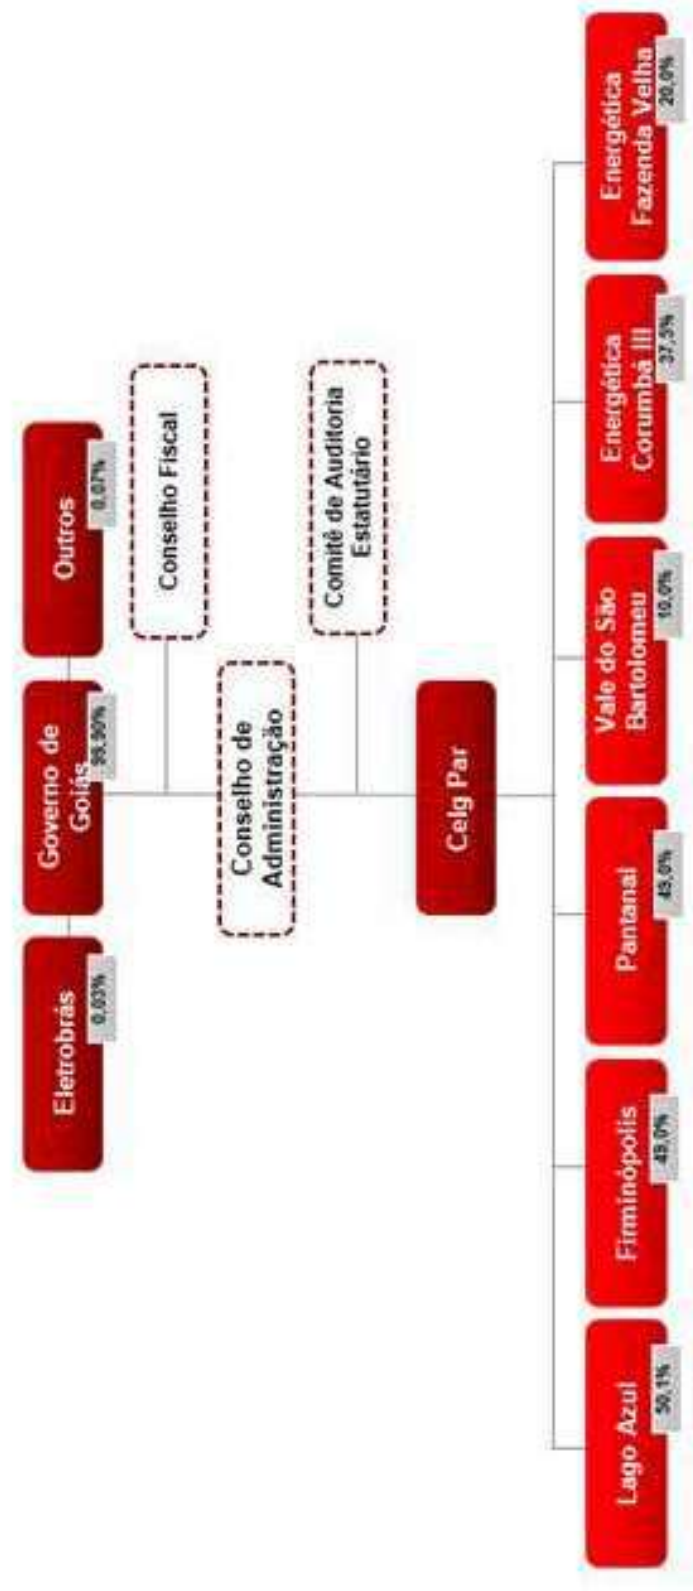 Eletrobrás
0,03%
Governo de
Goiás
99,90%
Outros
0,07%
Conselho Fiscal
Conselho de
Administração
Comitê de Auditoria
Estatutário
Celg Par
Lago Azul
50,1%
Firminópolis
49,0%
Pantanal
49,0%
Vale do São
Bartolomeu
10,0%
Energética
Corumbá III
37,5%
Energética
Fazenda Velha
20,0%